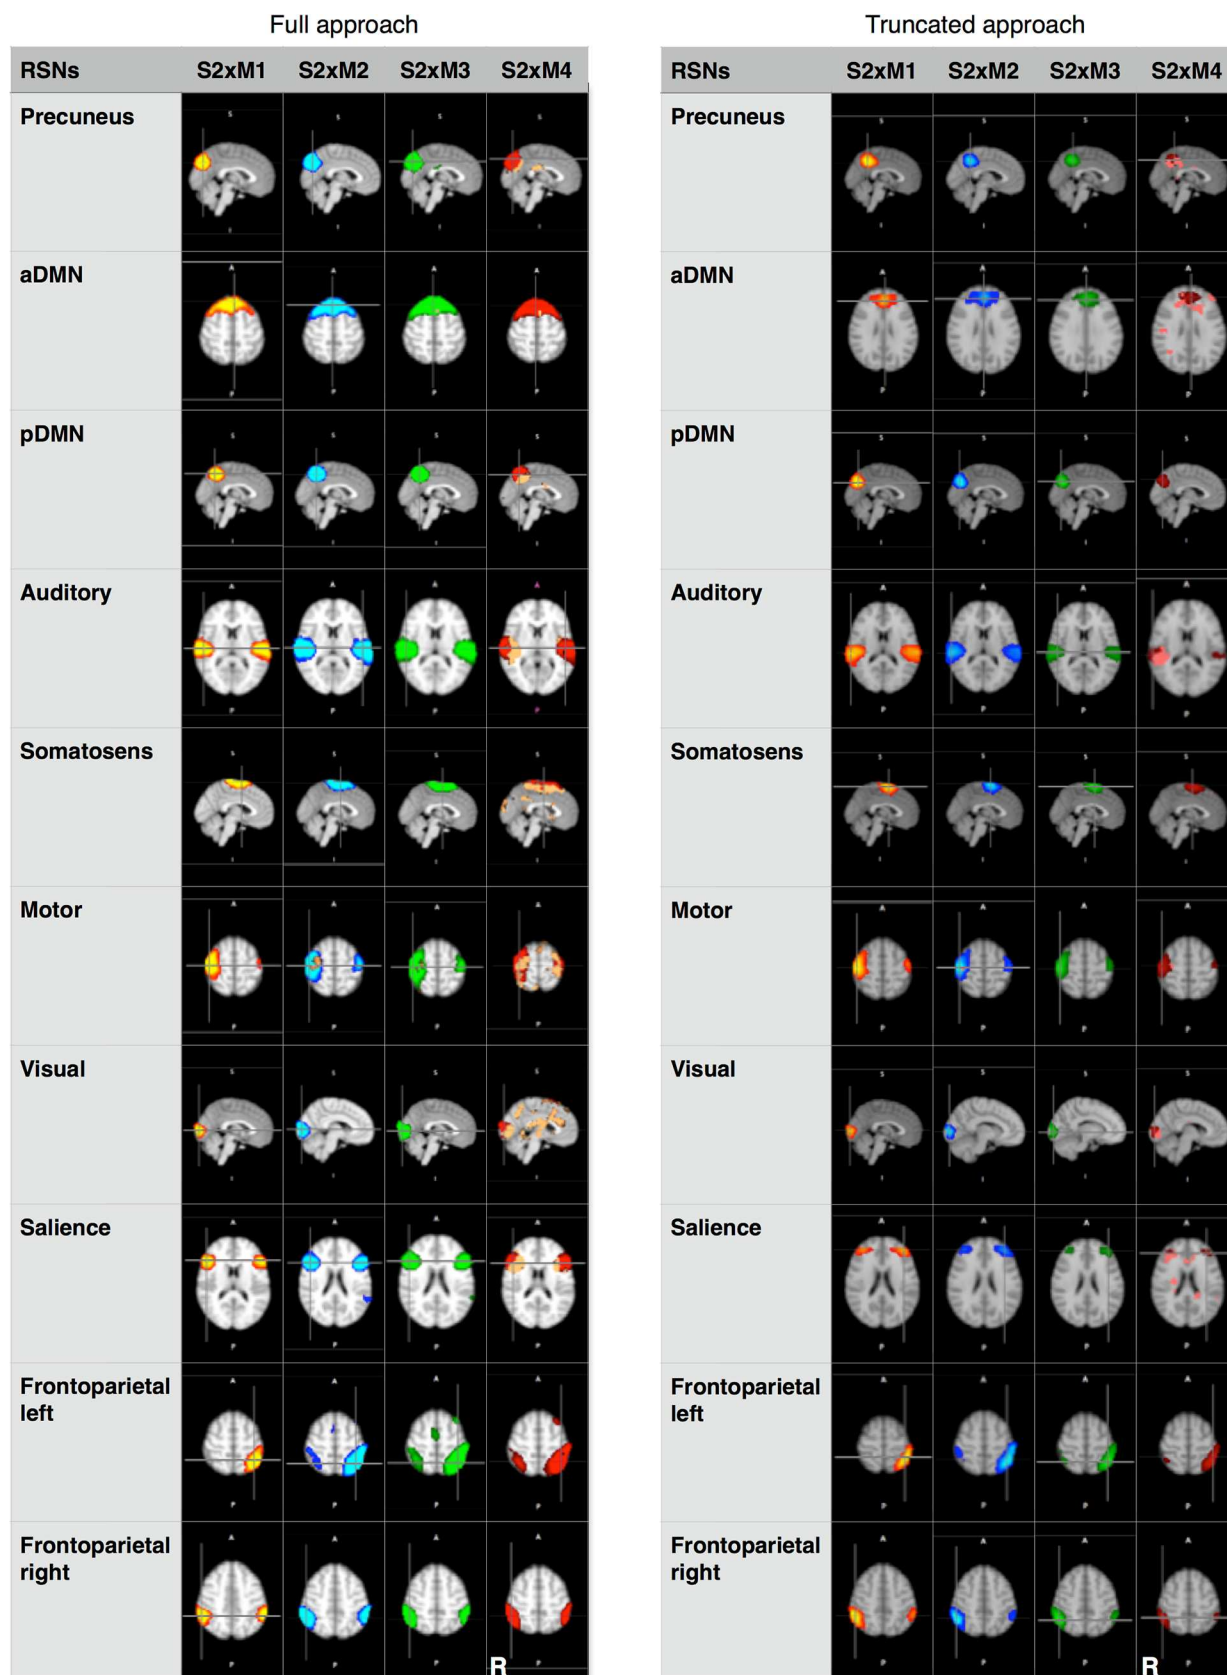 Full approach
RSNs S2xM1 S2xM2 S2xM3 S2xM4
Precuneus
aDMN
pDMN
Auditory
Somatosens
Motor
Visual
Salience
Frontoparietal
left
Frontoparietal
right
R
Truncated approach
RSNs S2xM1 S2xM2 S2xM3 S2xM4
Precuneus
aDMN
pDMN
Auditory
Somatosens
Motor
Visual
Salience
Frontoparietal
left
Frontoparietal
right
R